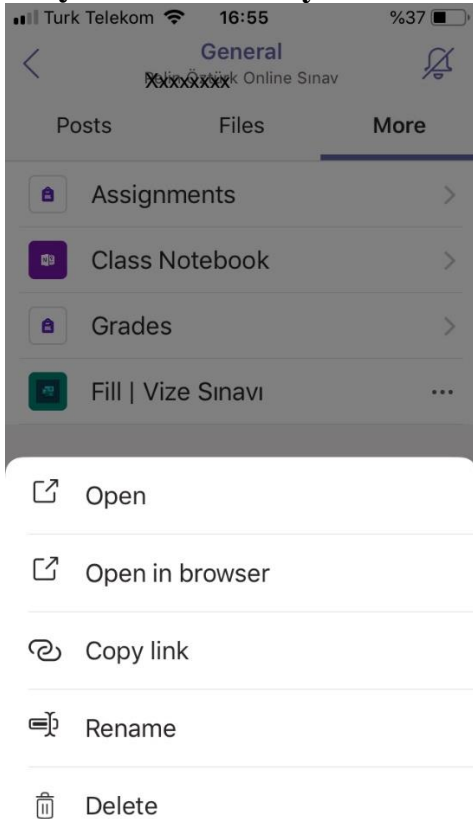 Turk Telekom 16:55 %37
General
Online Sınav
Posts Files More
Assignments
Class Notebook
Grades
Fill | Vize Sınavı
Open
Open in browser
Copy link
Rename
Delete